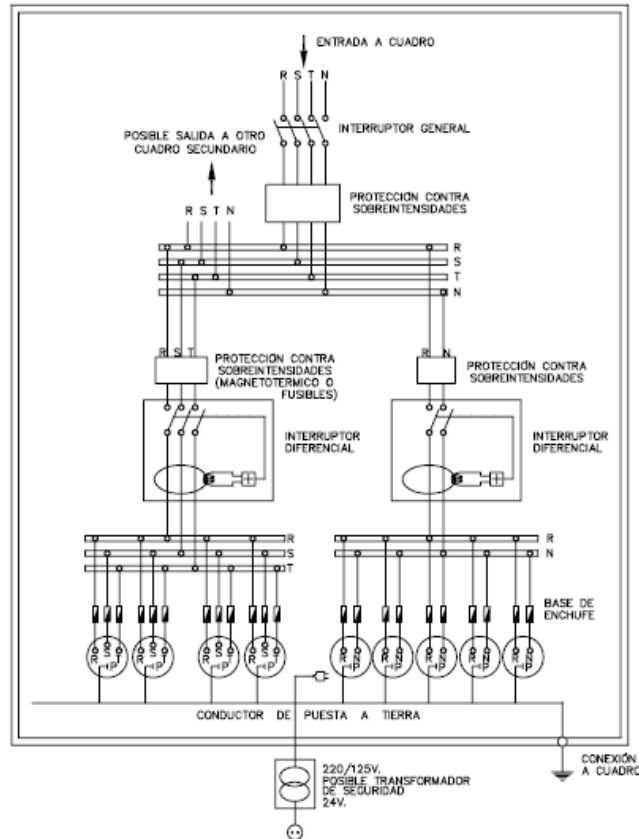 ENTRADA A CUADRO
R S T N
INTERRUPTOR GENERAL
POSIBLE SALIDA A OTRO
CUADRO SECUNDARIO
PROTECCIÓN CONTRA
SOBREINTENSIDADES
R S T N
R
S
T
N
R S T
PROTECCIÓN CONTRA
SOBREINTENSIDADES
(MAGNETOTERMICO O
FUSIBLES)
R N
PROTECCIÓN CONTRA
SOBREINTENSIDADES
INTERRUPTOR
DIFERENCIAL
INTERRUPTOR
DIFERENCIAL
R
S
T
R
N
BASE DE
ENCHUFE
R S T P
R S T P
R S T P
R S T P
R P N
R P N
R P N
R P N
R P N
CONDUCTOR DE PUESTA A TIERRA
220/125V.
POSIBLE TRANSFORMADOR
DE SEGURIDAD
24V.
CONEXIÓN
A CUADRO